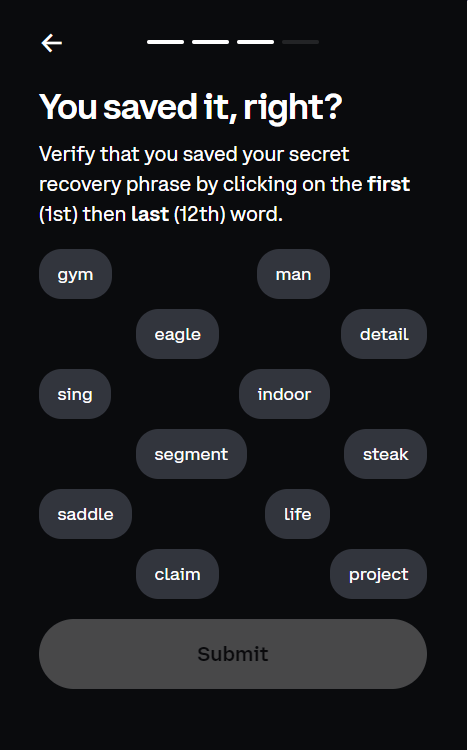 You saved it, right?
Verify that you saved your secret
recovery phrase by clicking on the first
(1st) then last (12th) word.
gym man
eagle detail
sing indoor
segment steak
saddle life
claim project
Submit